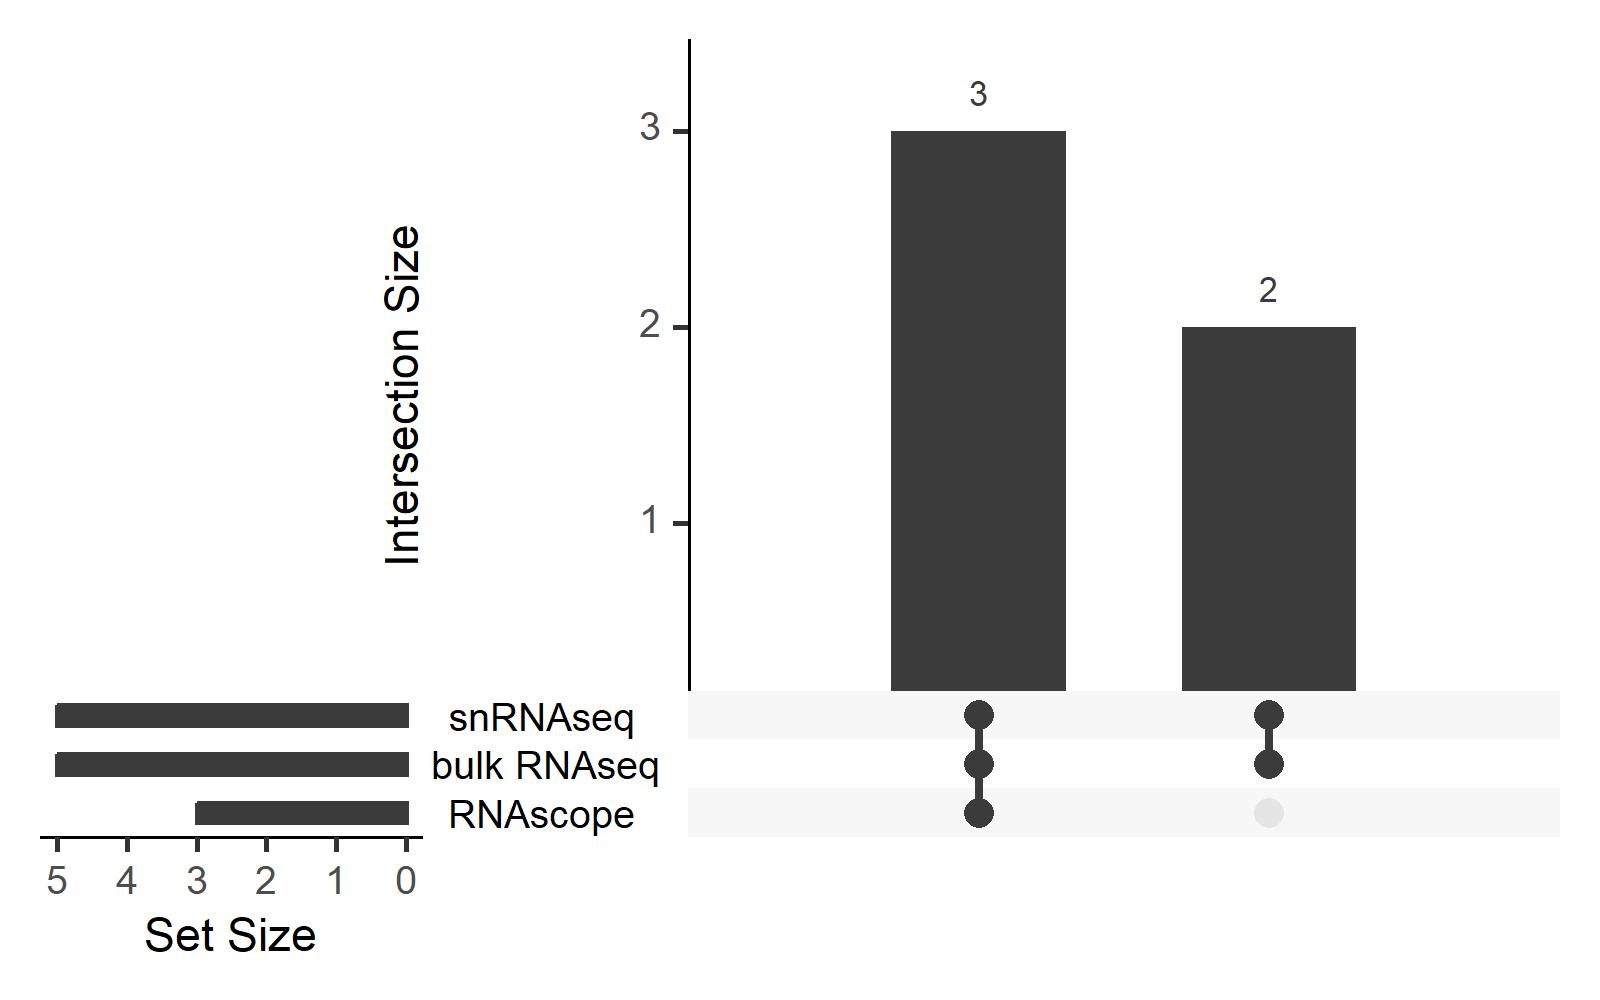 3
3
2
2
1
Intersection Size
snRNAseq
bulk RNAseq
RNAscope
5 4 3 2 1 0
Set Size